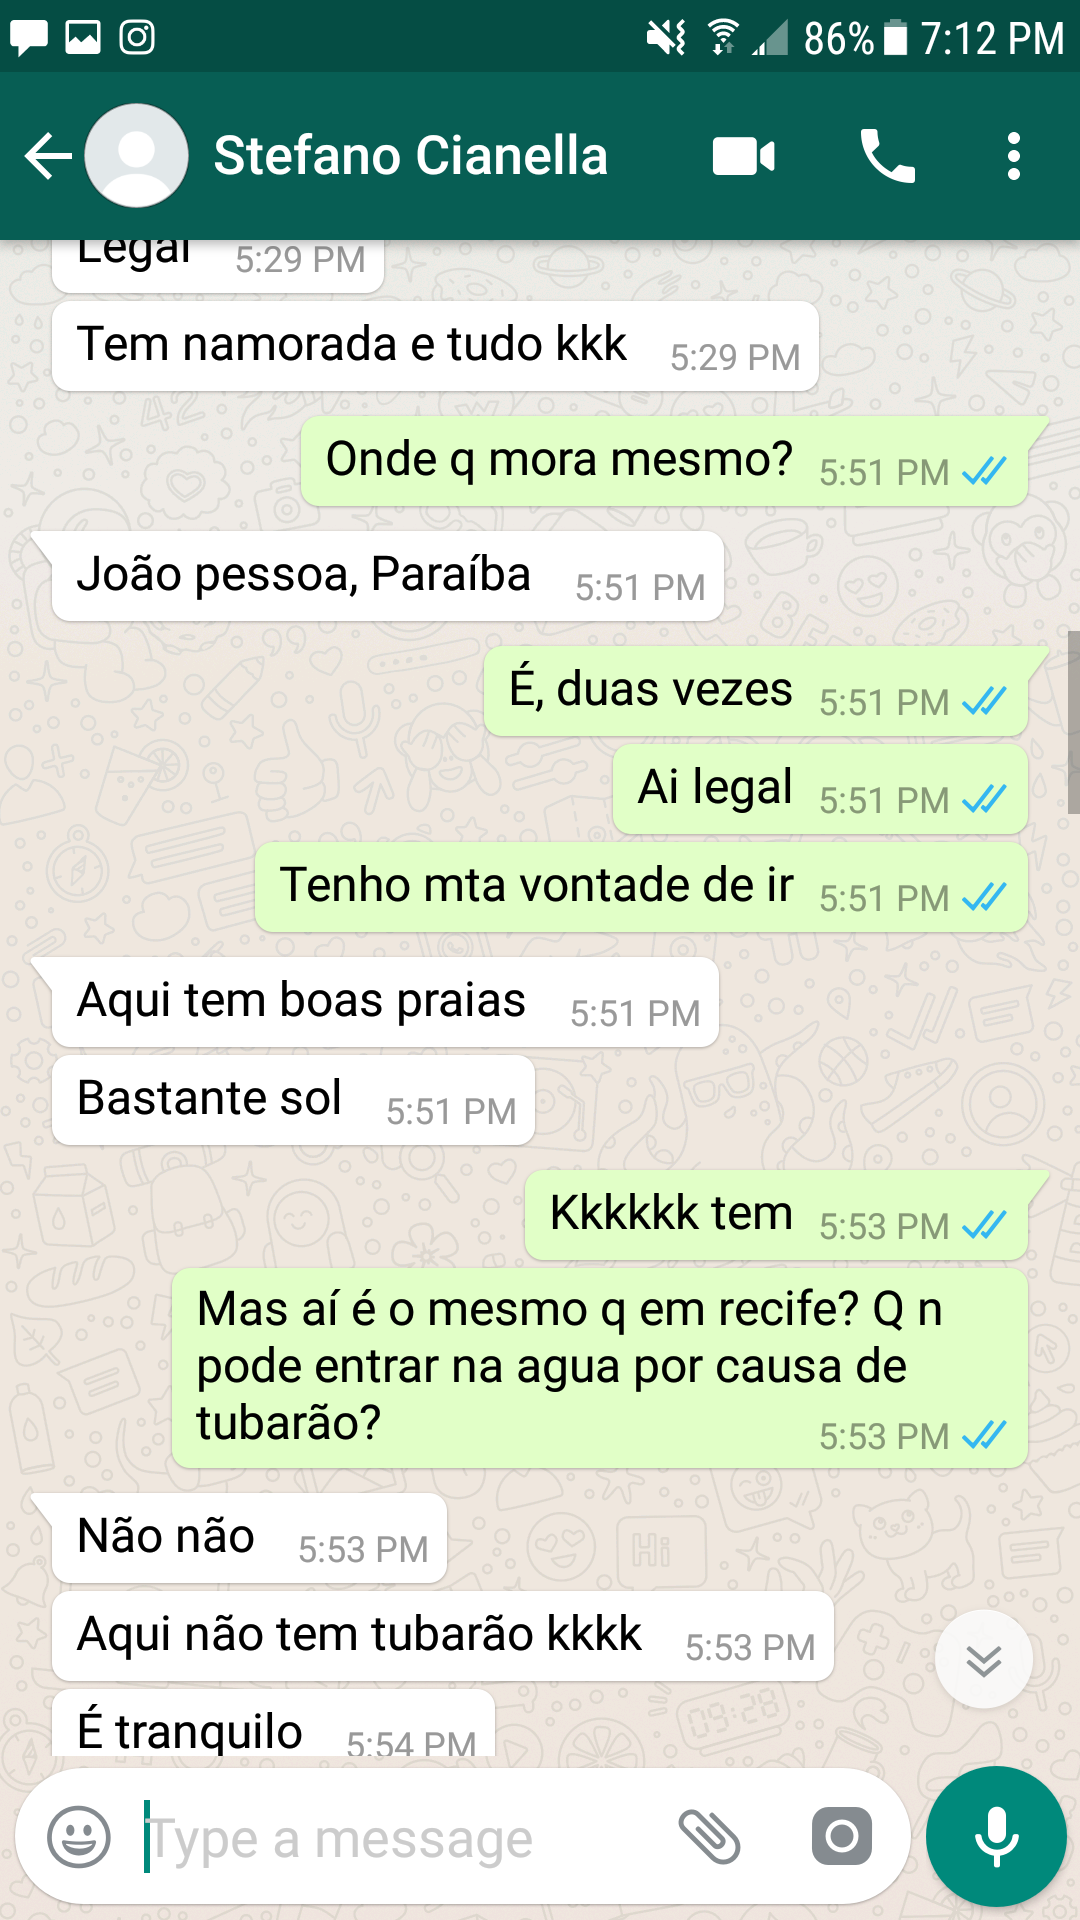 86% 7:12 PM
Stefano Cianella
Legal 5:29 PM
Tem namorada e tudo kkk 5:29 PM
Onde q mora mesmo? 5:51 PM
João pessoa, Paraíba 5:51 PM
É, duas vezes 5:51 PM
Ai legal 5:51 PM
Tenho mta vontade de ir 5:51 PM
Aqui tem boas praias 5:51 PM
Bastante sol 5:51 PM
Kkkkkk tem 5:53 PM
Mas aí é o mesmo q em recife? Q n
pode entrar na agua por causa de
tubarão? 5:53 PM
Não não 5:53 PM
Aqui não tem tubarão kkkk 5:53 PM
É tranquilo 5:54 PM
Type a message